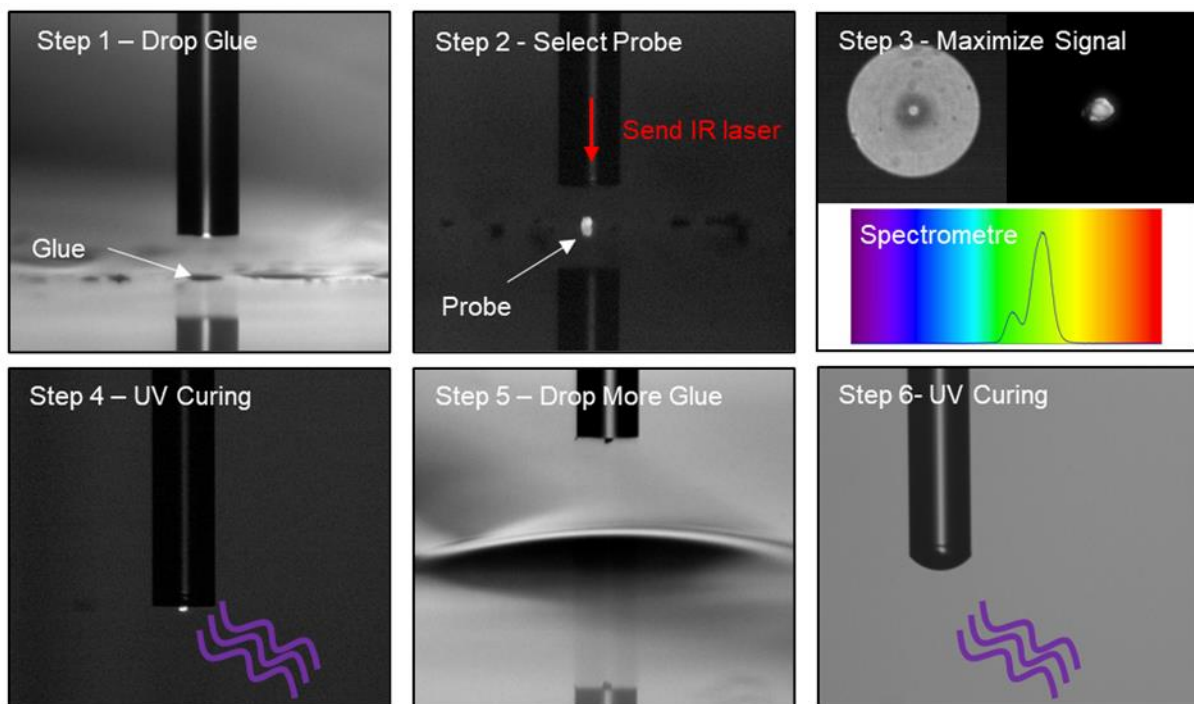 Step 1 – Drop Glue
Glue
Step 2 - Select Probe
Send IR laser
Probe
Step 3 - Maximize Signal
Spectrometre
Step 4 – UV Curing
Step 5 – Drop More Glue
Step 6- UV Curing